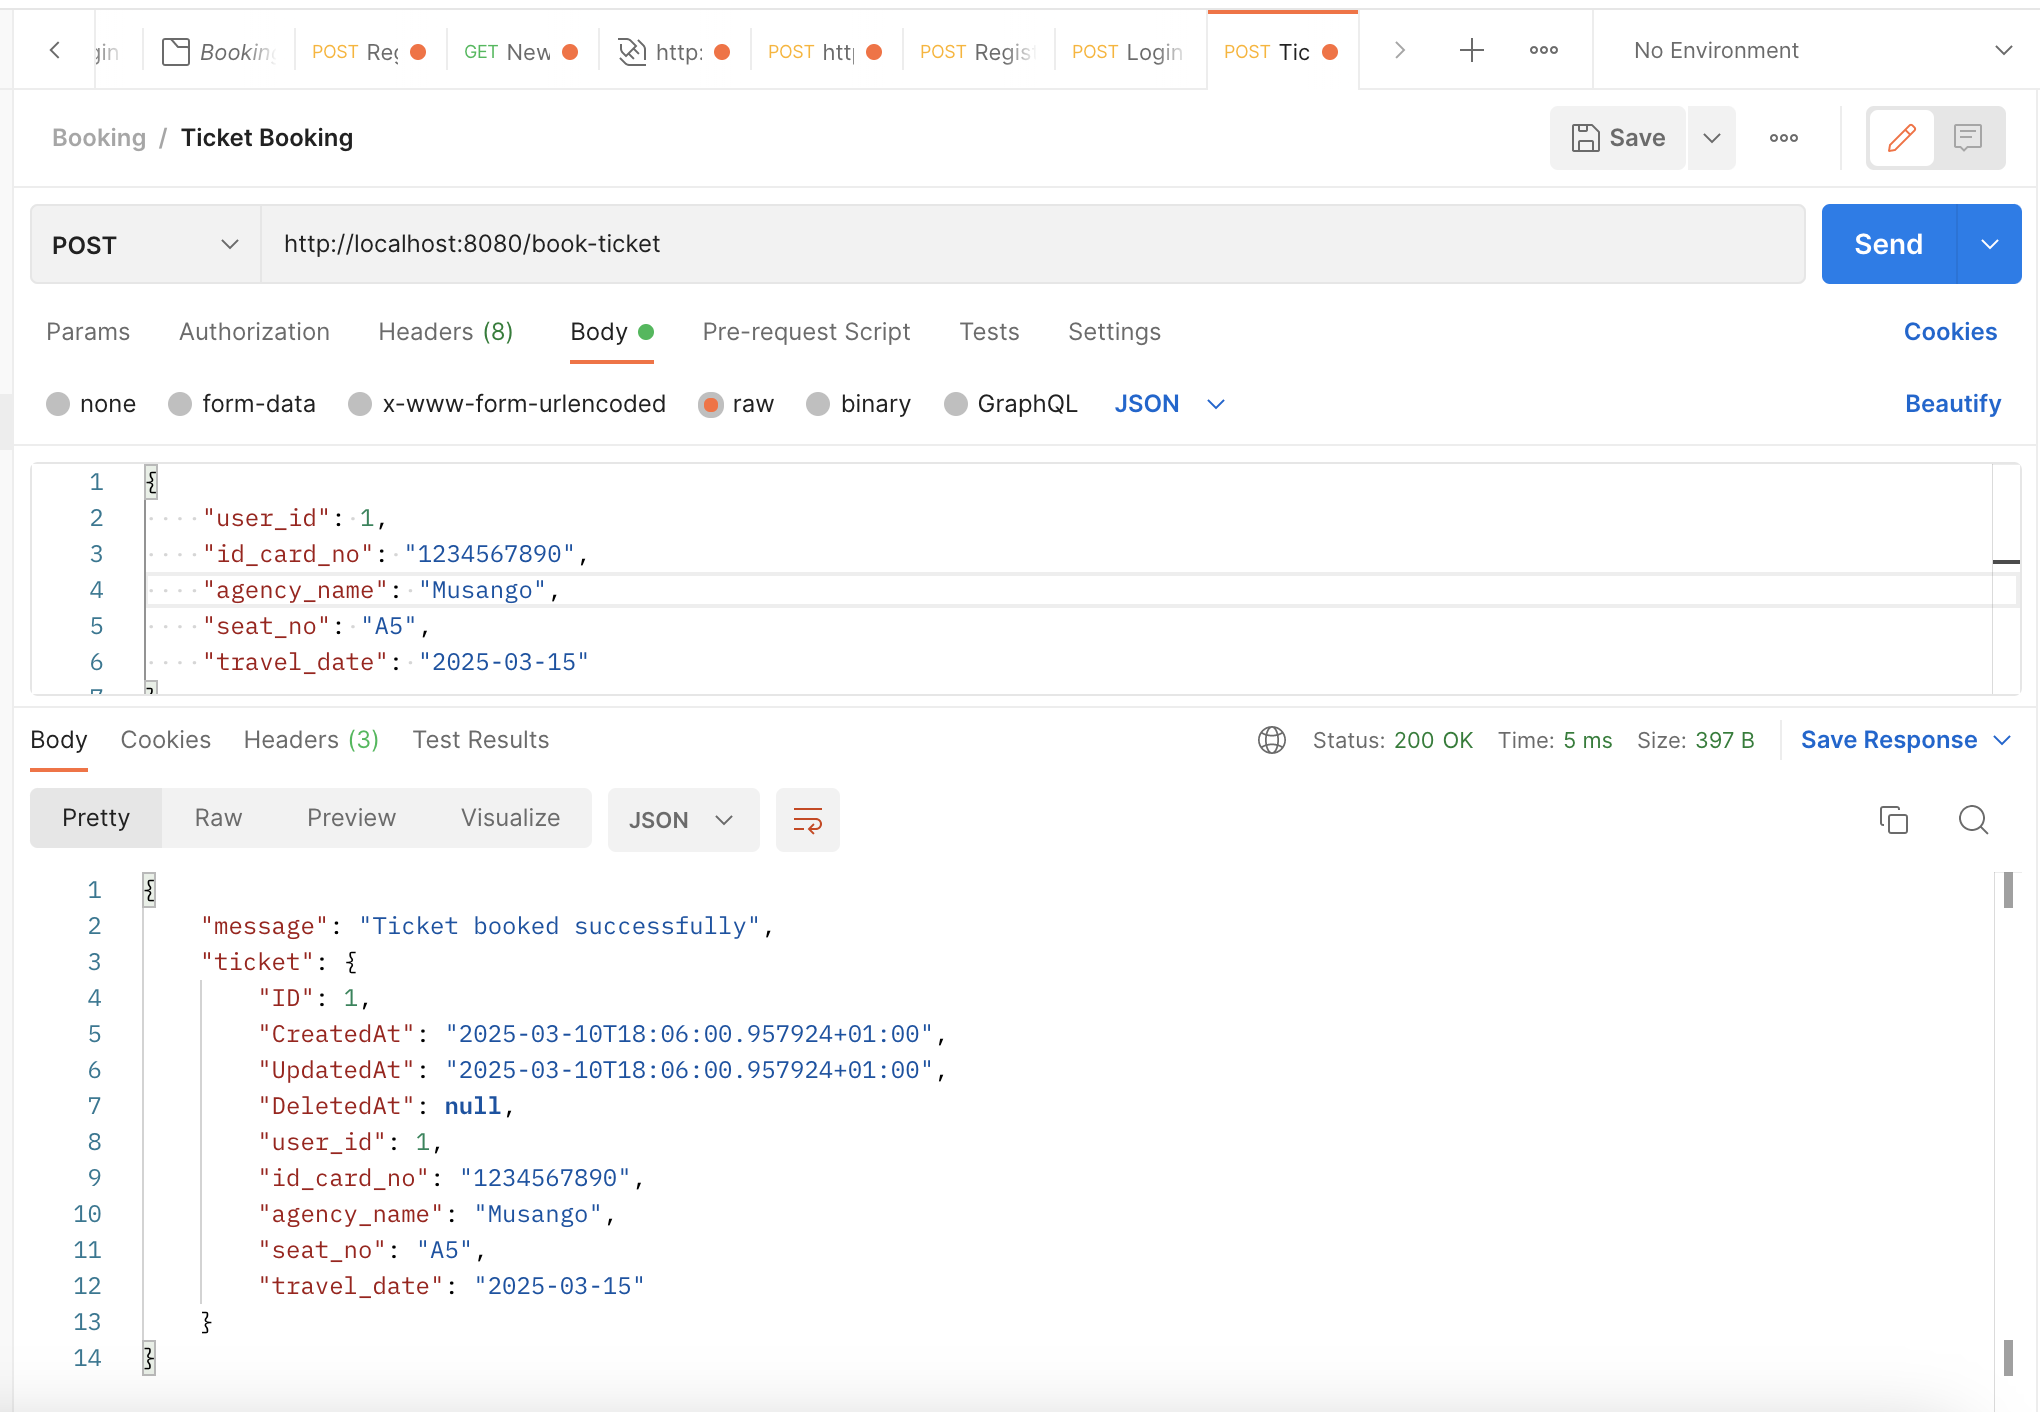 Booking
POST Reg
GET New
http:
POST
POST Regis
POST Login
POST Tic
No Environment
Booking / Ticket Booking
Save
POST
http://localhost:8080/book-ticket
Send
Params Authorization Headers (8) Body Pre-request Script Tests Settings Cookies
none form-data x-www-form-urlencoded raw binary GraphQL JSON Beautify
1 {
2 "user_id": 1,
3 "id_card_no": "1234567890",
4 "agency_name": "Musango",
5 "seat_no": "A5",
6 "travel_date": "2025-03-15"
7 }
Body Cookies Headers (3) Test Results Status: 200 OK Time: 5 ms Size: 397 B Save Response
Pretty Raw Preview Visualize JSON
1 {
2 "message": "Ticket booked successfully",
3 "ticket": {
4 "ID": 1,
5 "CreatedAt": "2025-03-10T18:06:00.957924+01:00",
6 "UpdatedAt": "2025-03-10T18:06:00.957924+01:00",
7 "DeletedAt": null,
8 "user_id": 1,
9 "id_card_no": "1234567890",
10 "agency_name": "Musango",
11 "seat_no": "A5",
12 "travel_date": "2025-03-15"
13 }
14 }